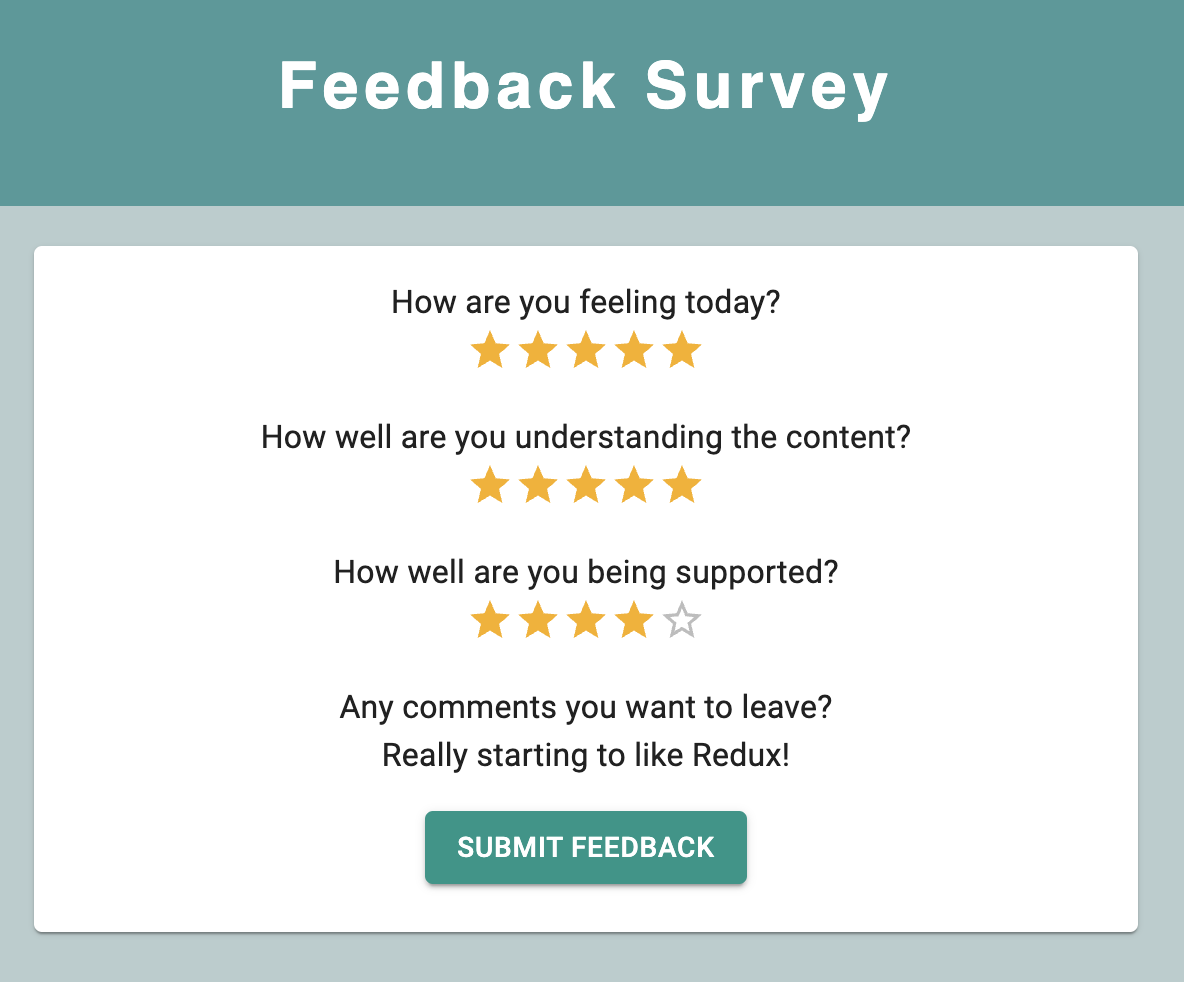 Feedback Survey
How are you feeling today?
How well are you understanding the content?
How well are you being supported?
Any comments you want to leave?
Really starting to like Redux!
SUBMIT FEEDBACK